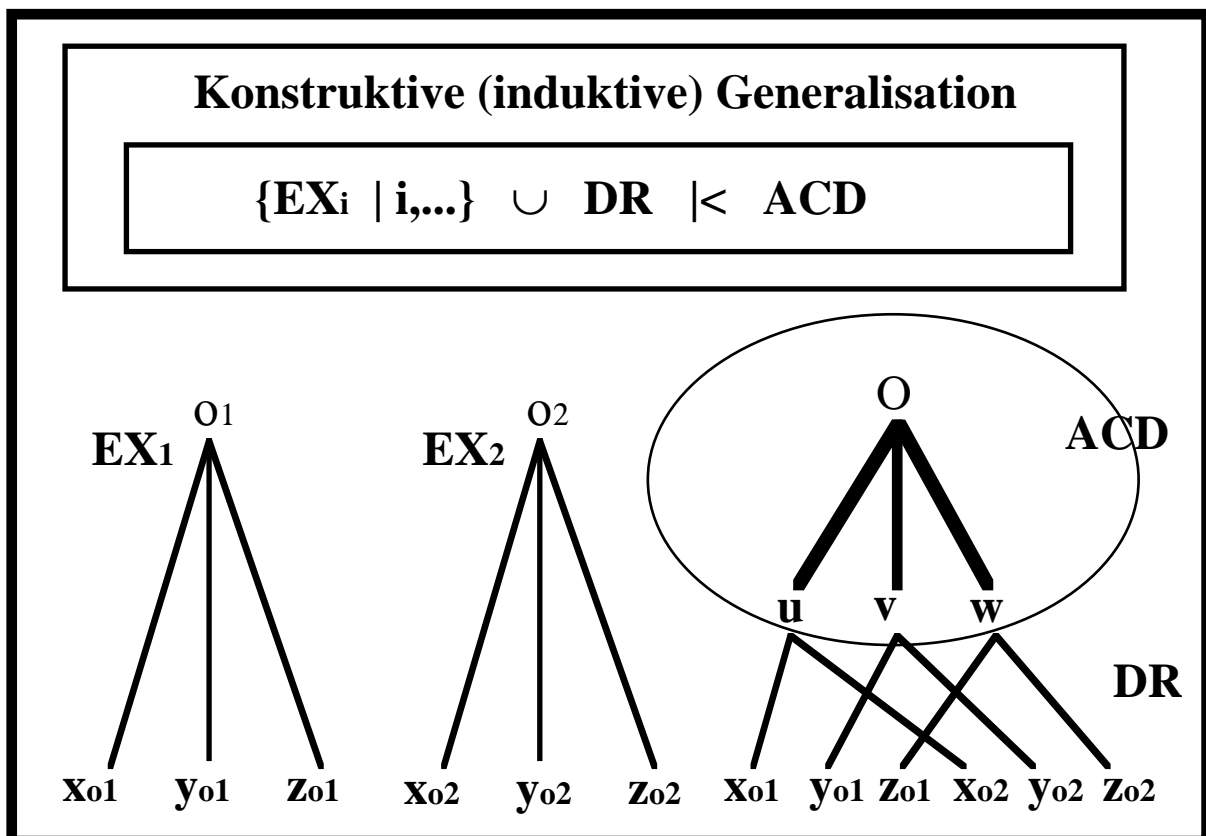 Konstruktive (induktive) Generalisation
{EXi | i,...} ∪ DR |< ACD
O1 O2 O
EX1 EX2 ACD
u v w
DR
xo1 yo1 zo1 xo2 yo2 zo2 xo1 yo1 zo1 xo2 yo2 zo2